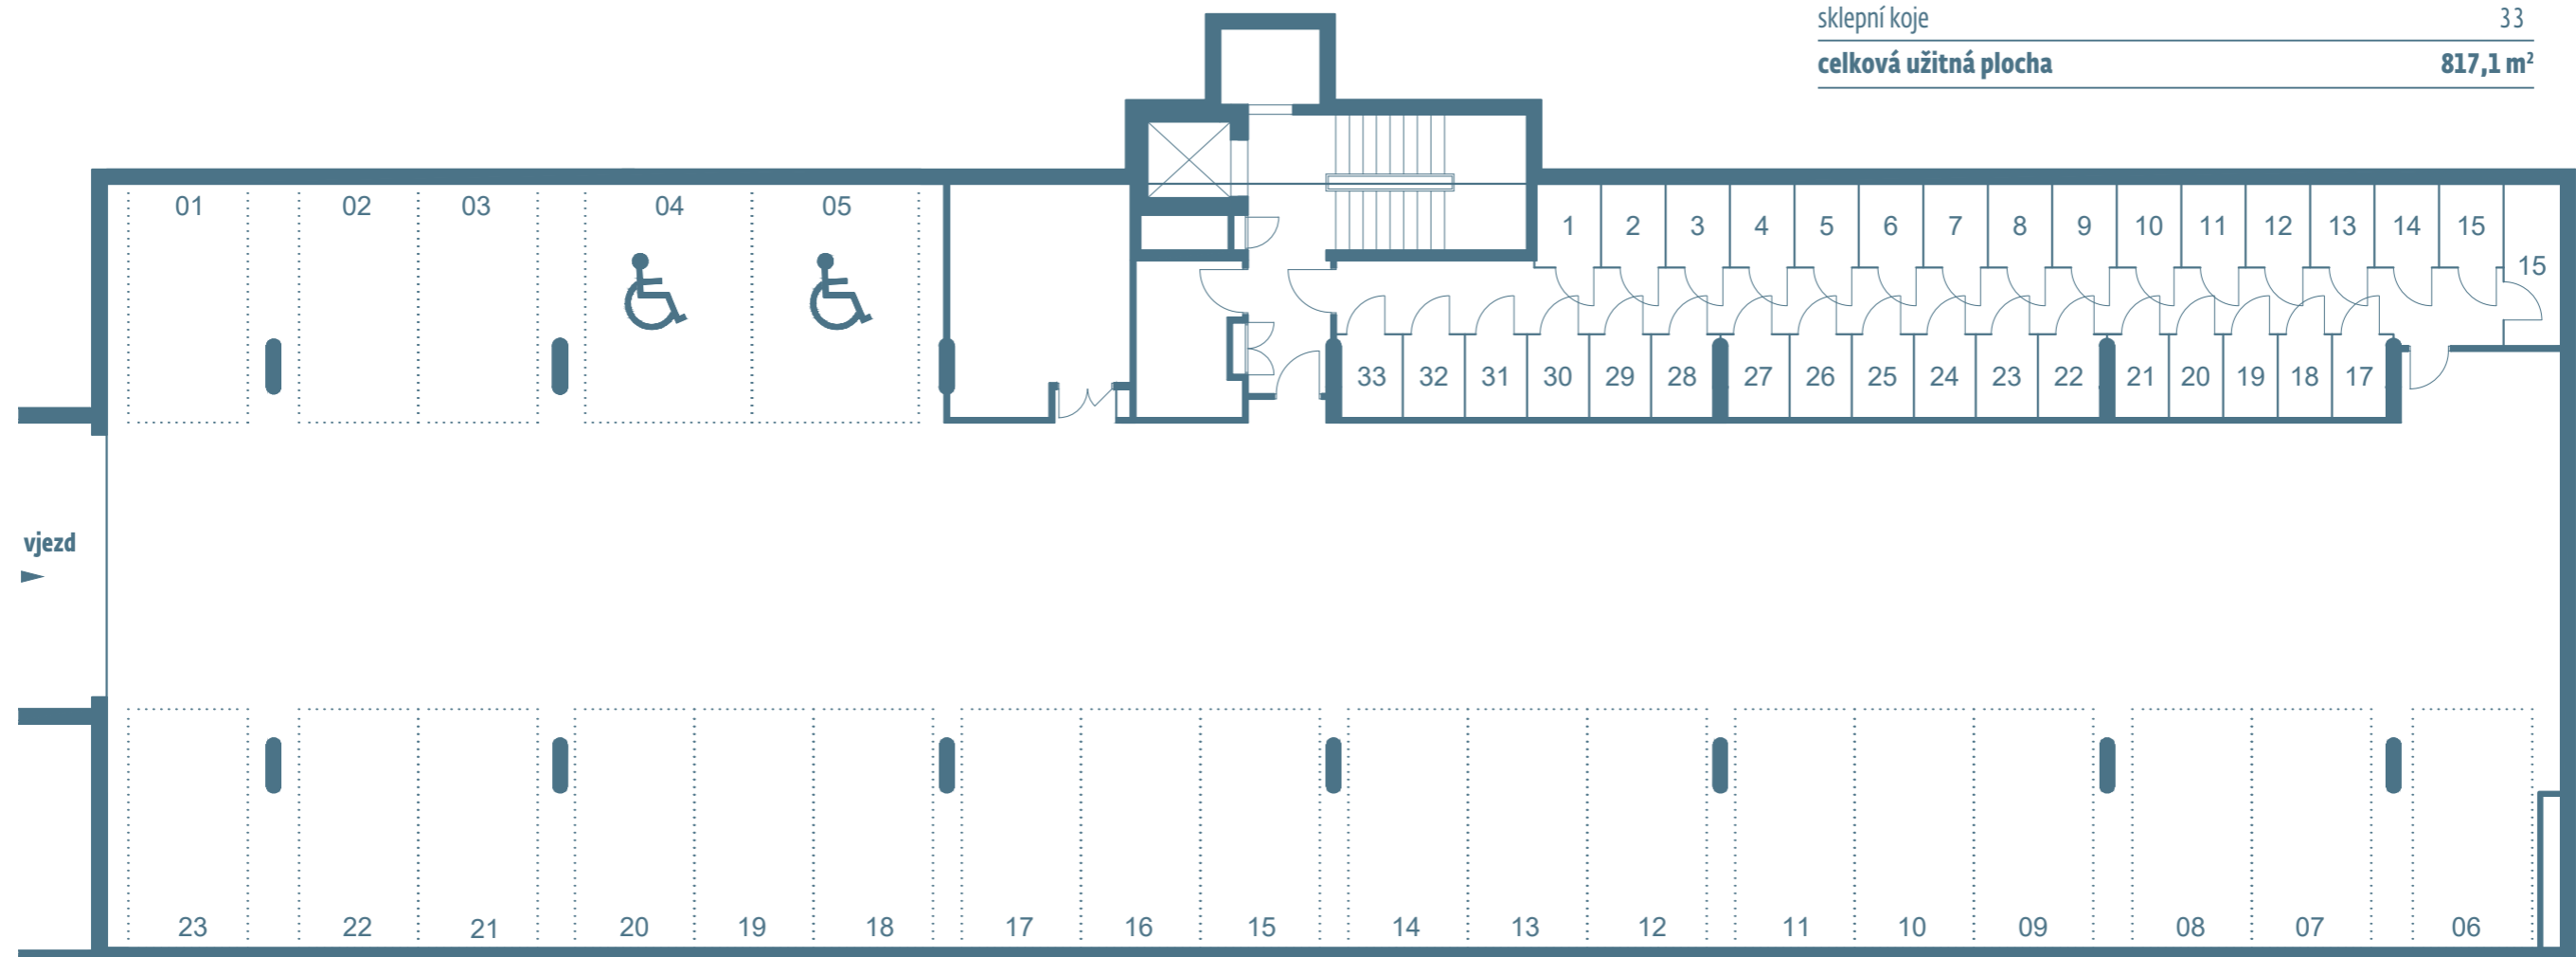 sklepní koje 33
celková užitná plocha 817,1 m²
01 02 03 04 05
1 2 3 4 5 6 7 8 9 10 11 12 13 14 15
15
33 32 31 30 29 28 27 26 25 24 23 22 21 20 19 18 17
vjezd
23 22 21 20 19 18 17 16 15 14 13 12 11 10 09 08 07 06